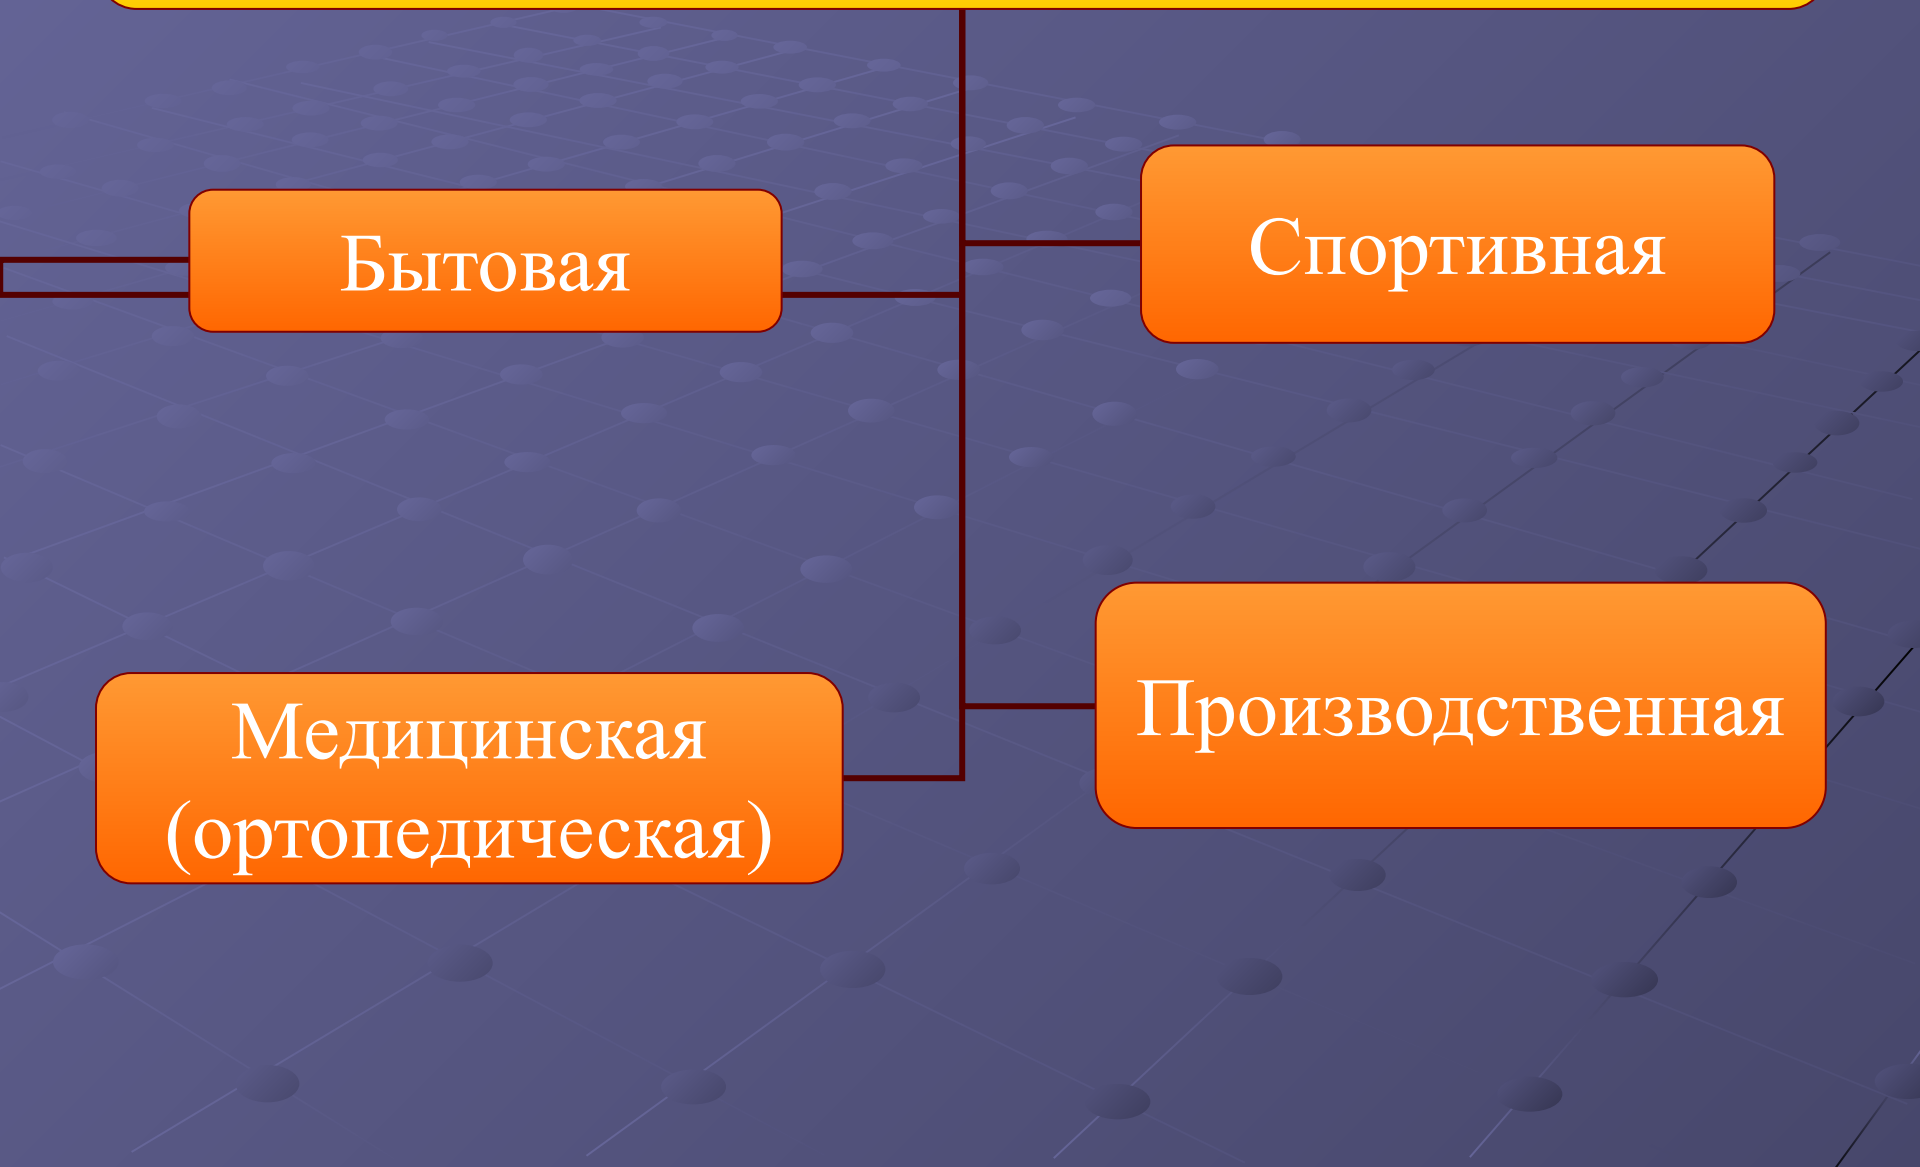 Бытовая
Спортивная
Медицинская
(ортопедическая)
Производственная